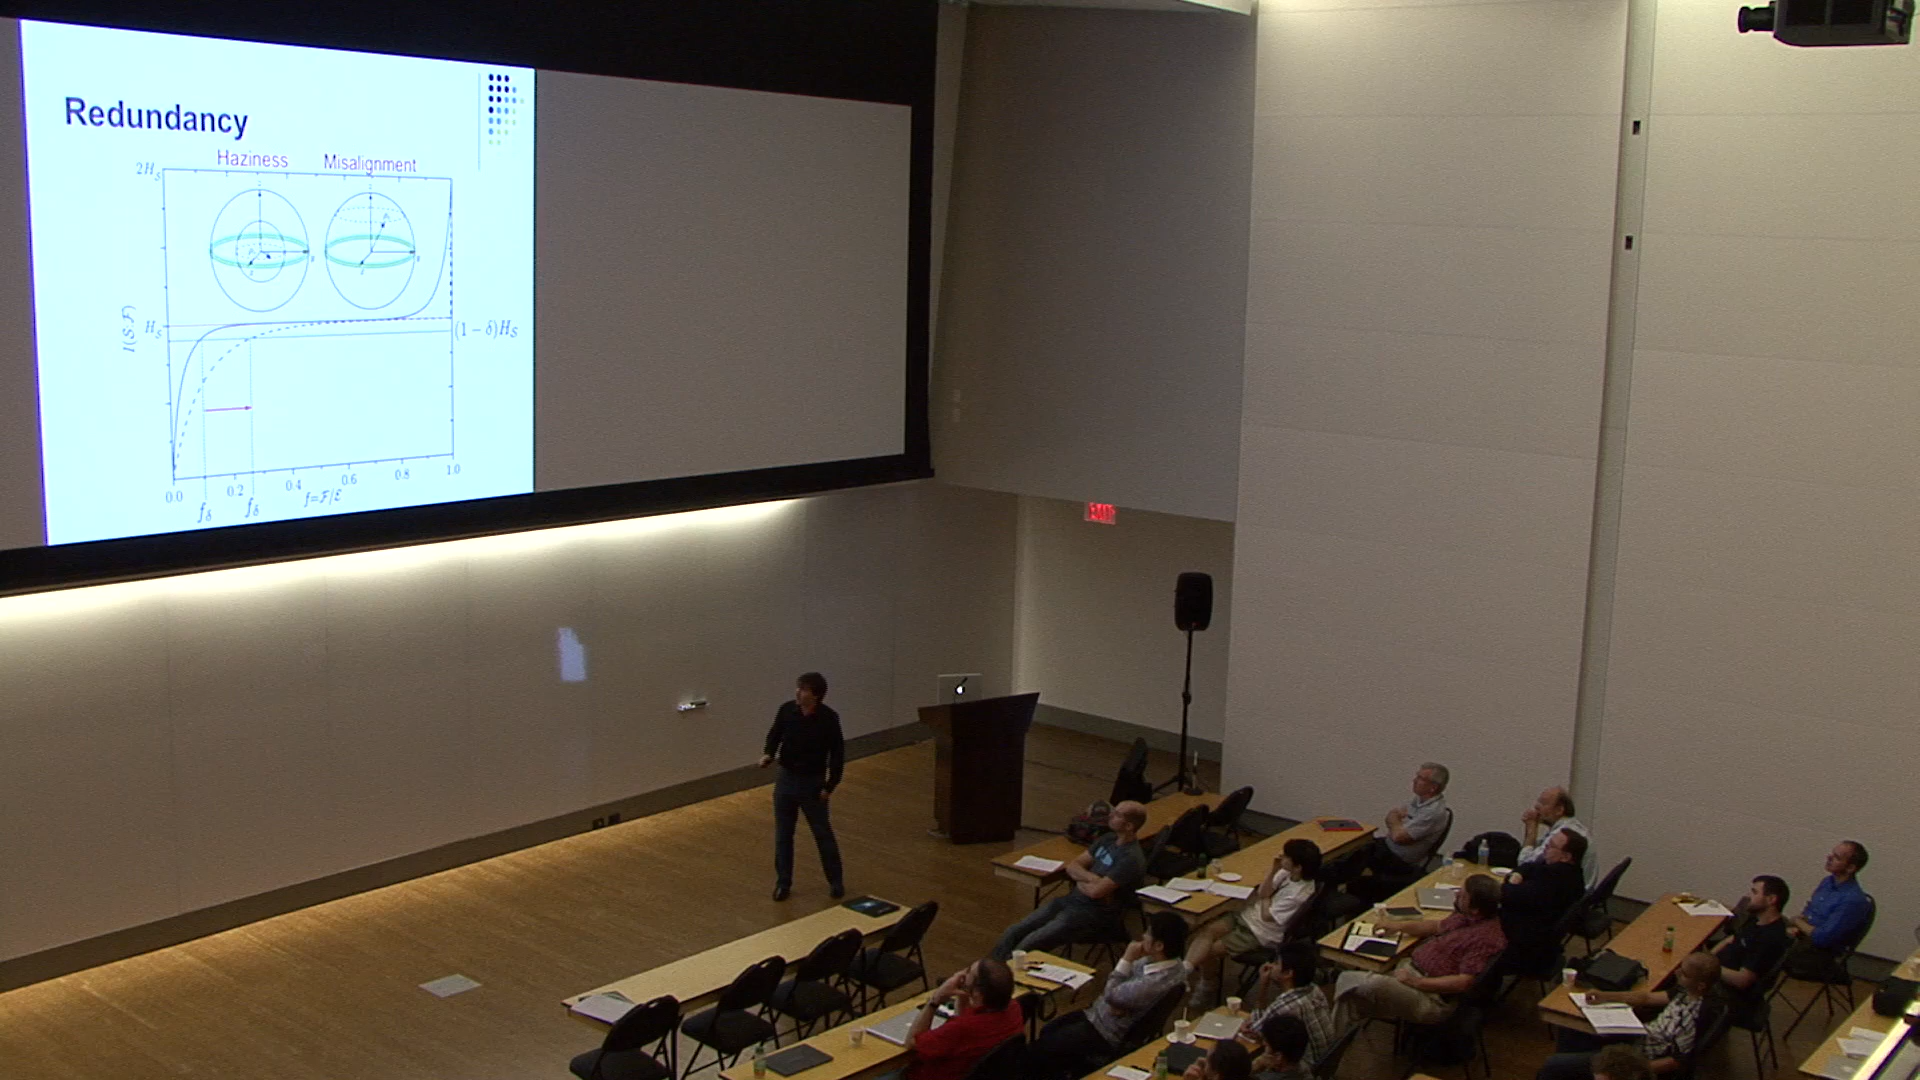 Redundancy
Haziness Misalignment
2H_S
I(S:F)
H_S
(1 − δ)H_S
0.0 0.2 0.4 0.6 0.8 1.0
f=F/E
f_δ f_δ
EXIT